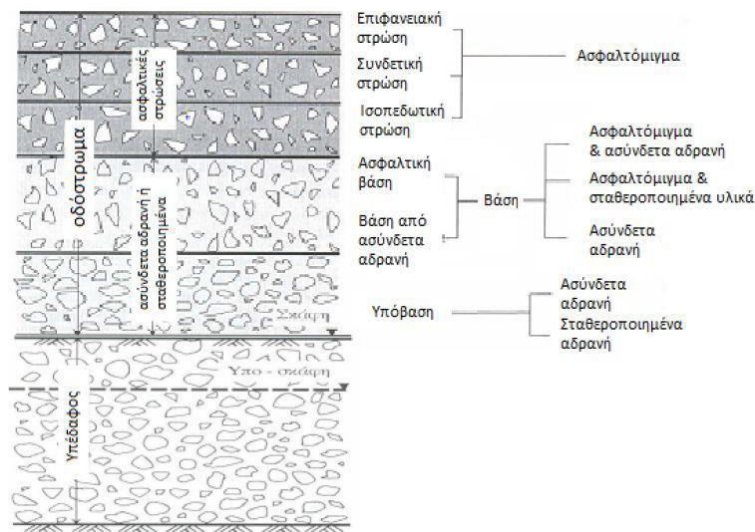 Επιφανειακή
στρώση
Συνδετική
στρώση
Ισοπεδωτική
στρώση
Ασφαλτόμιγμα
Ασφαλτική
βάση
Βάση από
ασύνδετα
αδρανή
Βάση
Ασφαλτόμιγμα
& ασύνδετα αδρανή
Ασφαλτόμιγμα &
σταθεροποιημένα υλικά
Ασύνδετα
αδρανή
Υπόβαση
Ασύνδετα
αδρανή
Σταθεροποιημένα
αδρανή
οδόστρωμα
ασφαλτικές
στρώσεις
ασύνδετα αδρανή ή
σταθεροποιημένα
Σκάφη
Υπο - σκάφη
Υπέδαφος